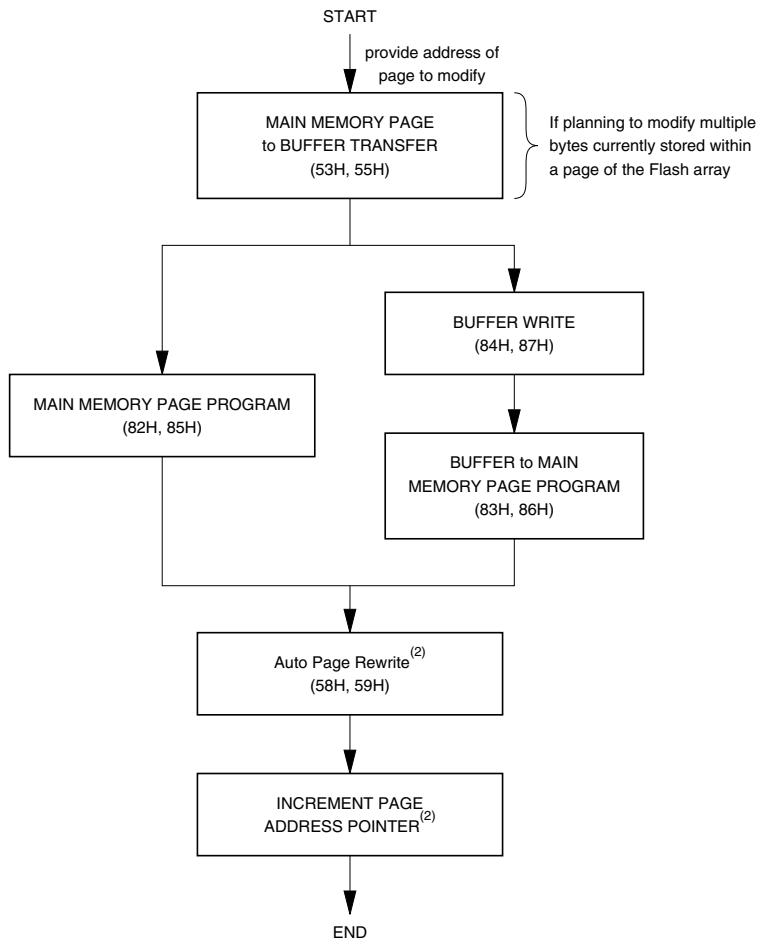 START
provide address of
page to modify
MAIN MEMORY PAGE
to BUFFER TRANSFER
(53H, 55H)
If planning to modify multiple
bytes currently stored within
a page of the Flash array
BUFFER WRITE
(84H, 87H)
MAIN MEMORY PAGE PROGRAM
(82H, 85H)
BUFFER to MAIN
MEMORY PAGE PROGRAM
(83H, 86H)
Auto Page Rewrite(2)
(58H, 59H)
INCREMENT PAGE
ADDRESS POINTER(2)
END